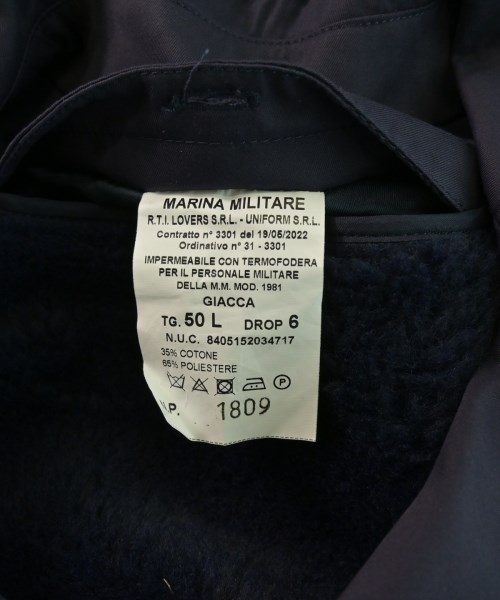 MARINA MILITARE
R.T.I. LOVERS S.R.L. - UNIFORM S.R.L.
Contratto n° 3301 del 19/05/2022
Ordinativo n° 31 - 3301
IMPERMEABILE CON TERMOFODERA
PER IL PERSONALE MILITARE
DELLA M.M. MOD. 1981
GIACCA
TG. 50 L DROP 6
N.U.C. 8405152034717
35% COTONE
65% POLIESTERE
P
N.P. 1809